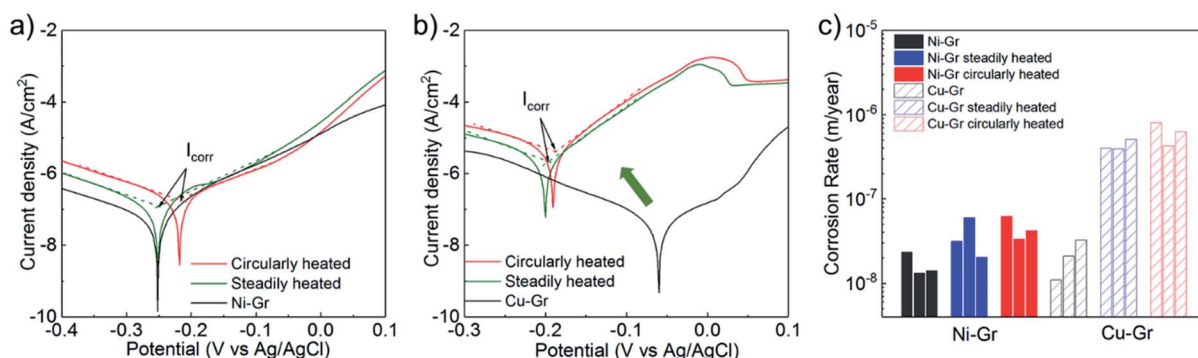 a)
-2
-4
-6
-8
-10
Current density (A/cm²)
I_corr
Circularly heated
Steadily heated
Ni-Gr
-0.4 -0.3 -0.2 -0.1 0.0 0.1
Potential (V vs Ag/AgCl)
b)
-2
-4
-6
-8
-10
Current density (A/cm²)
I_corr
Circularly heated
Steadily heated
Cu-Gr
-0.3 -0.2 -0.1 0.0 0.1
Potential (V vs Ag/AgCl)
c)
10⁻⁵
10⁻⁶
10⁻⁷
10⁻⁸
Corrosion Rate (m/year)
Ni-Gr
Ni-Gr steadily heated
Ni-Gr circularly heated
Cu-Gr
Cu-Gr steadily heated
Cu-Gr circularly heated
Ni-Gr Cu-Gr